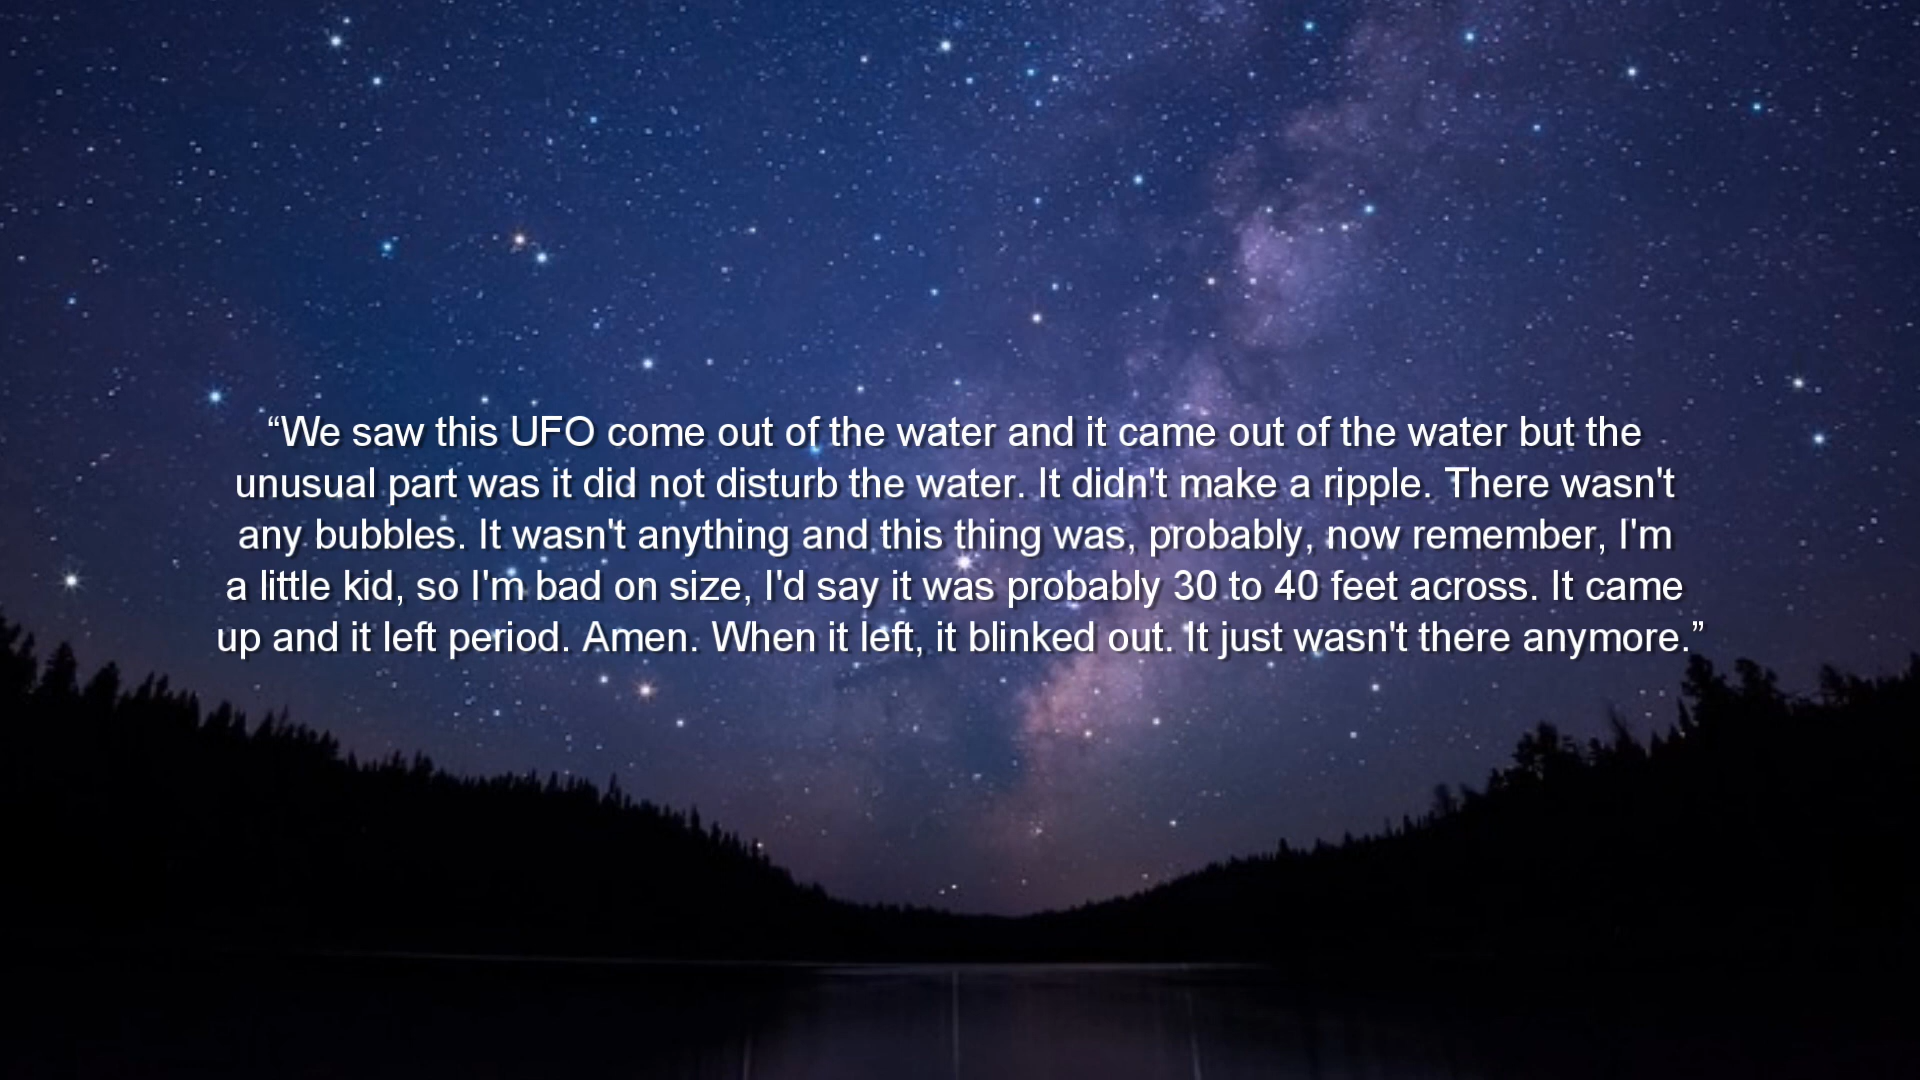 “We saw this UFO come out of the water and it came out of the water but the
unusual part was it did not disturb the water. It didn't make a ripple. There wasn't
any bubbles. It wasn't anything and this thing was, probably, now remember, I'm
a little kid, so I'm bad on size, I'd say it was probably 30 to 40 feet across. It came
up and it left period. Amen. When it left, it blinked out. It just wasn't there anymore.”